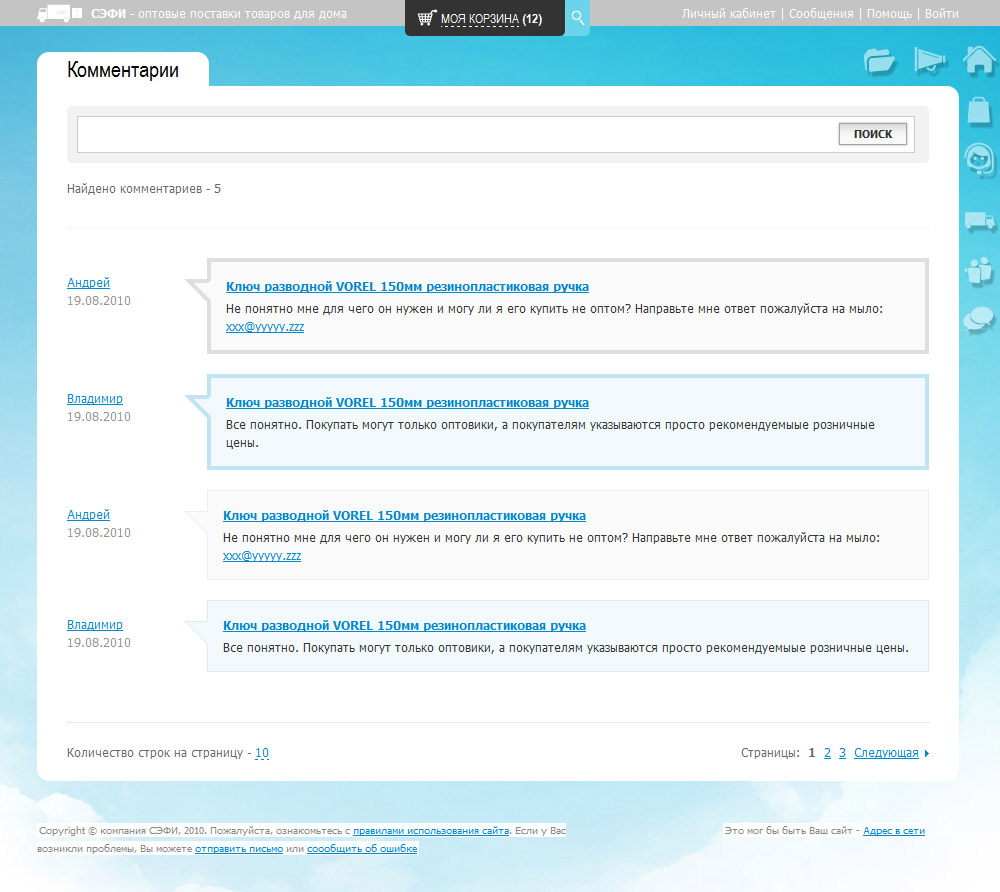 СЭФИ - оптовые поставки товаров для дома
МОЯ КОРЗИНА (12)
Личный кабинет | Сообщения | Помощь | Войти
Комментарии
ПОИСК
Найдено комментариев - 5
Андрей
19.08.2010
Ключ разводной VOREL 150мм резинопластиковая ручка
Не понятно мне для чего он нужен и могу ли я его купить не оптом? Направьте мне ответ пожалуйста на мыло:
xxx@yyyyy.zzz
Владимир
19.08.2010
Ключ разводной VOREL 150мм резинопластиковая ручка
Все понятно. Покупать могут только оптовики, а покупателям указываются просто рекомендуемыые розничные
цены.
Андрей
19.08.2010
Ключ разводной VOREL 150мм резинопластиковая ручка
Не понятно мне для чего он нужен и могу ли я его купить не оптом? Направьте мне ответ пожалуйста на мыло:
xxx@yyyyy.zzz
Владимир
19.08.2010
Ключ разводной VOREL 150мм резинопластиковая ручка
Все понятно. Покупать могут только оптовики, а покупателям указываются просто рекомендуемыые розничные цены.
Количество строк на страницу - 10
Страницы: 1 2 3 Следующая
Copyright © компания СЭФИ, 2010. Пожалуйста, ознакомьтесь с правилами использования сайта. Если у Вас
возникли проблемы, Вы можете отправить письмо или соообщить об ошибке
Это мог бы быть Ваш сайт - Адрес в сети